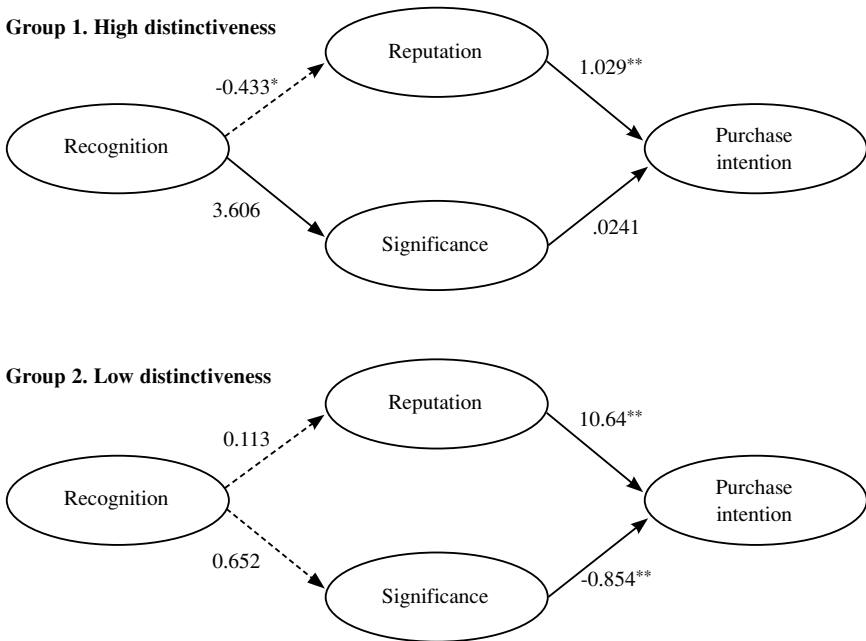 Group 1. High distinctiveness
Reputation
-0.433*
1.029**
Recognition
Purchase
intention
3.606
Significance
.0241
Group 2. Low distinctiveness
Reputation
0.113
10.64**
Recognition
Purchase
intention
0.652
Significance
-0.854**